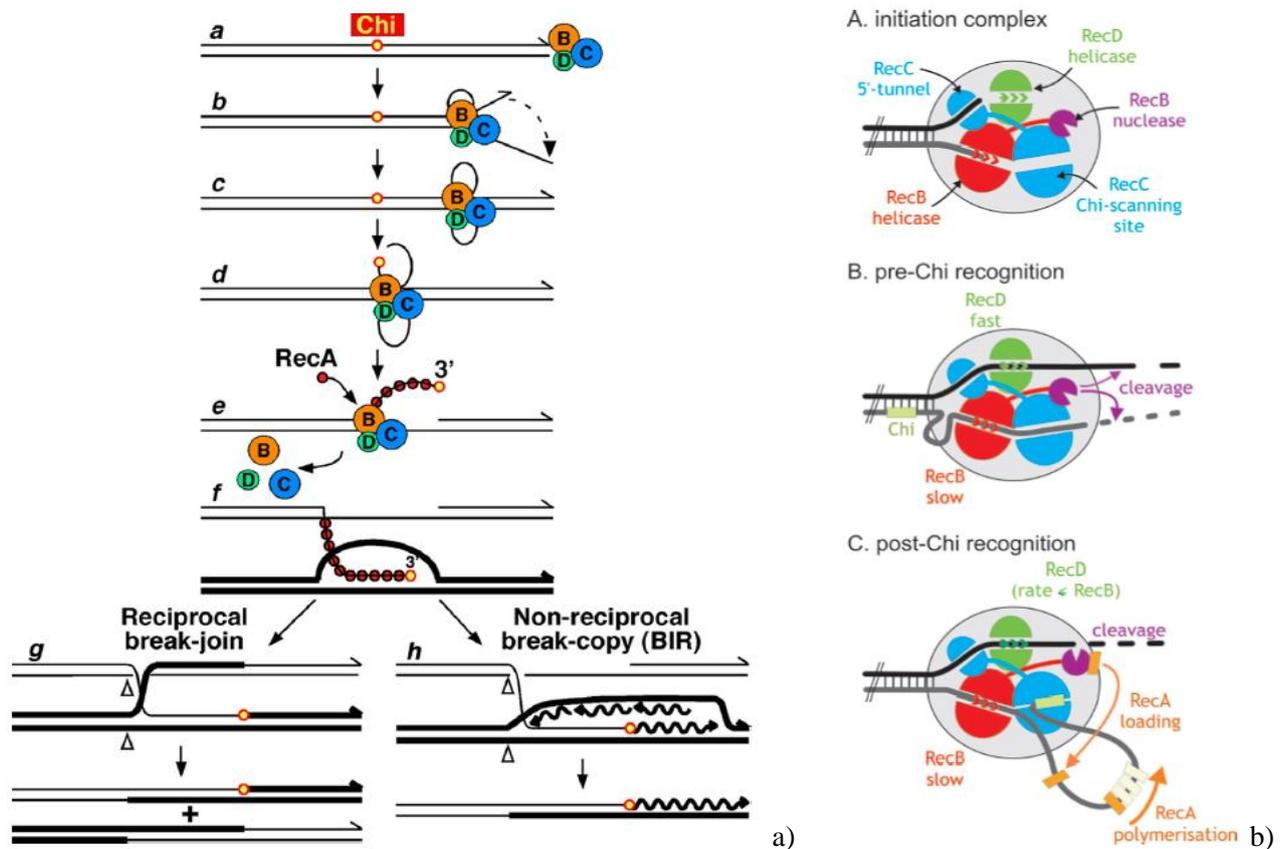 Chi
a
B
D
C
b
B
D
C
c
B
D
C
d
B
D
C
RecA
3’
e
B
D
C
B
D
C
f
3’
Reciprocal
break-join
Non-reciprocal
break-copy (BIR)
g
h
+
a)
A. initiation complex
RecD
helicase
RecC
5'-tunnel
RecB
nuclease
RecB
helicase
RecC
Chi-scanning
site
B. pre-Chi recognition
RecD
fast
cleavage
Chi
RecB
slow
C. post-Chi recognition
RecD
(rate < RecB)
cleavage
RecA
loading
RecB
slow
RecA
polymerisation
b)